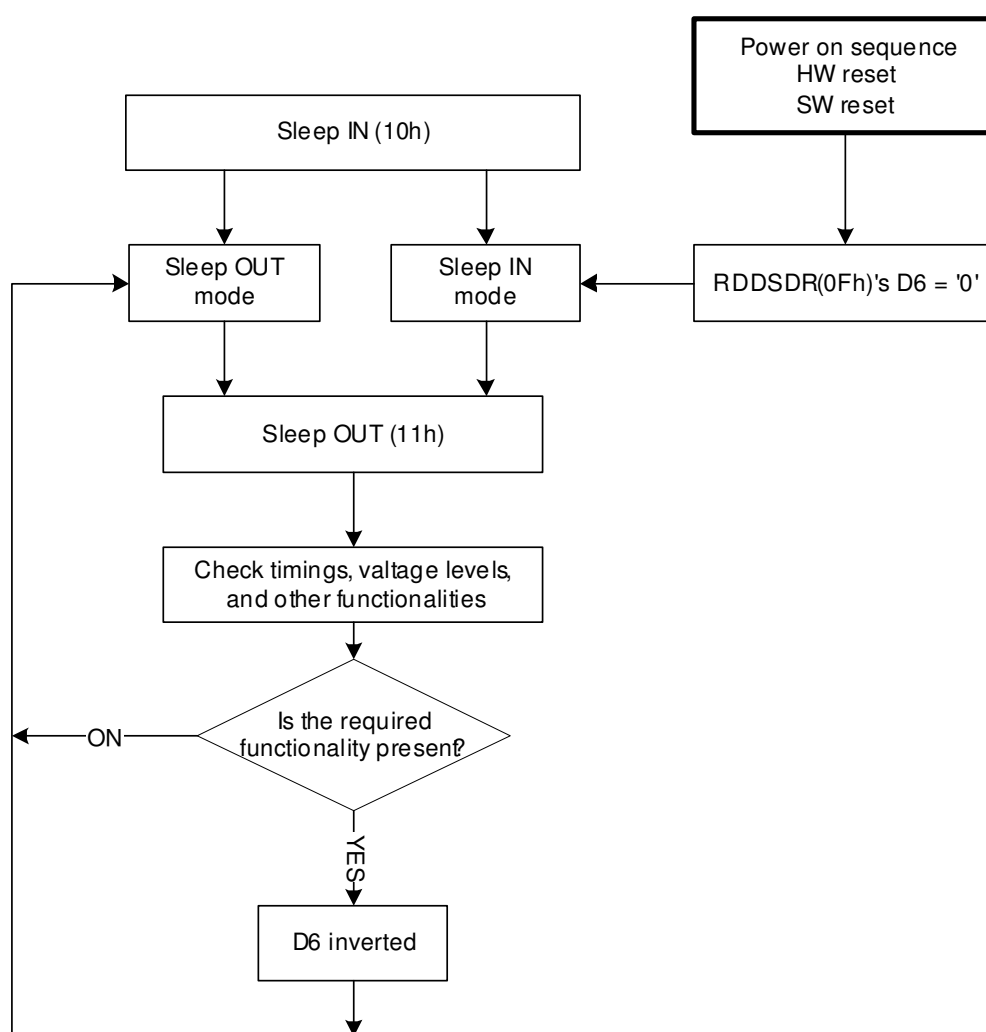 Power on sequence
HW reset
SW reset
Sleep IN (10h)
Sleep OUT
mode
Sleep IN
mode
RDDSDR(0Fh)'s D6 = '0'
Sleep OUT (11h)
Check timings, valtage levels,
and other functionalities
Is the required
functionality present?
ON
YES
D6 inverted